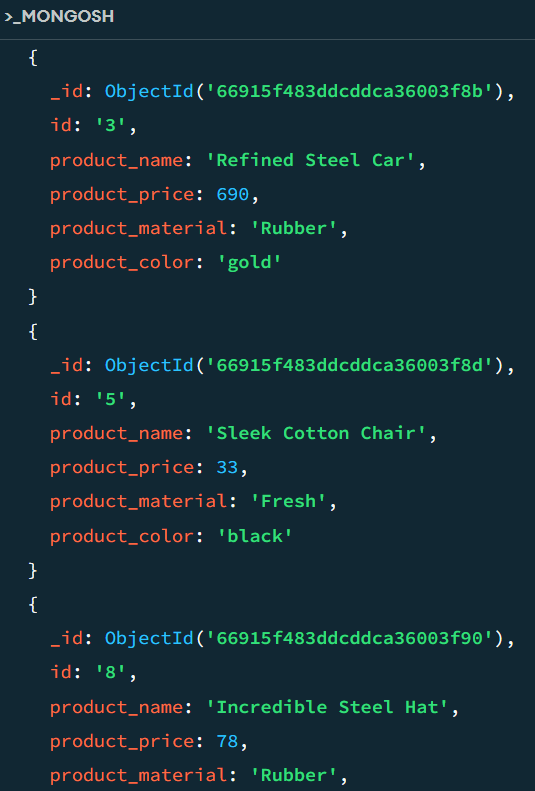 >_MONGOSH
{
_id: ObjectId('66915f483ddcddca36003f8b'),
id: '3',
product_name: 'Refined Steel Car',
product_price: 690,
product_material: 'Rubber',
product_color: 'gold'
}
{
_id: ObjectId('66915f483ddcddca36003f8d'),
id: '5',
product_name: 'Sleek Cotton Chair',
product_price: 33,
product_material: 'Fresh',
product_color: 'black'
}
{
_id: ObjectId('66915f483ddcddca36003f90'),
id: '8',
product_name: 'Incredible Steel Hat',
product_price: 78,
product_material: 'Rubber',